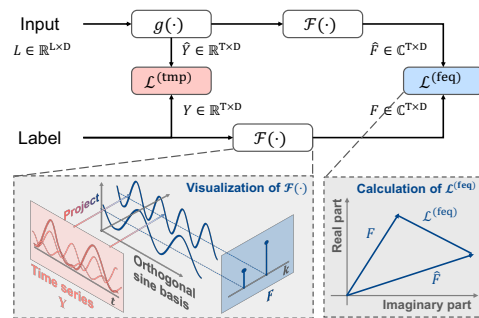 Input
g(·)
ℱ(·)
L ∈ ℝ^{L×D}
Ŷ ∈ ℝ^{T×D}
F̂ ∈ ℂ^{T×D}
ℒ^{(tmp)}
ℒ^{(feq)}
Y ∈ ℝ^{T×D}
F ∈ ℂ^{T×D}
Label
ℱ(·)
Visualization of ℱ(·)
Project
Orthogonal
sine basis
Time series
Y
t
k
F
Calculation of ℒ^{(feq)}
Real part
ℒ^{(feq)}
F
F̂
Imaginary part